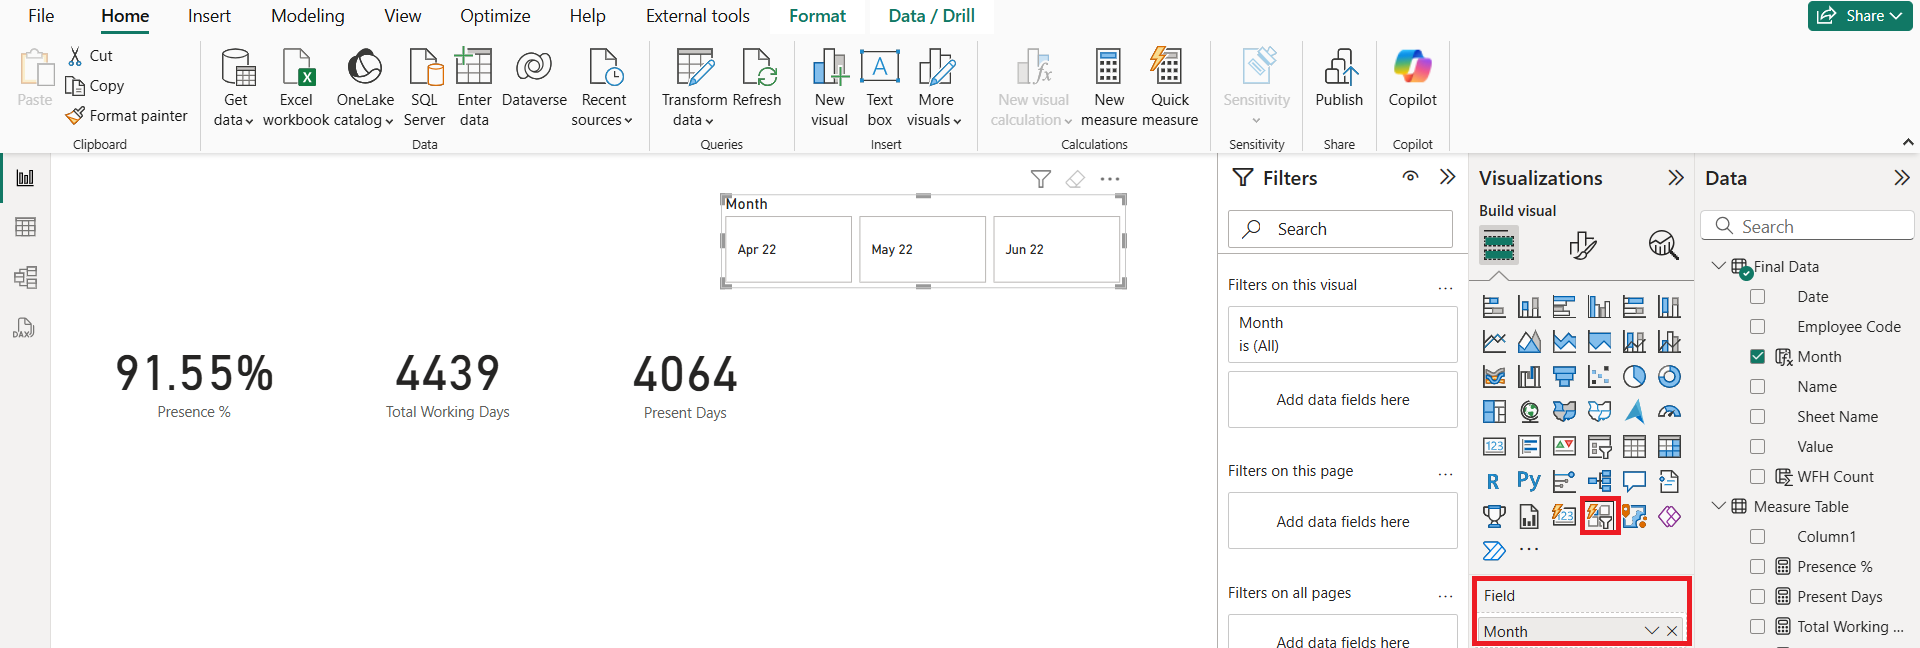 File Home Insert Modeling View Optimize Help External tools Format Data / Drill Share
Paste
Cut
Copy
Format painter
Clipboard
Get data
Excel workbook
OneLake catalog
SQL Server
Enter data
Dataverse
Recent sources
Data
Transform data
Refresh
Queries
New visual
A
Text box
More visuals
Insert
fx
New visual calculation
New measure
Quick measure
Calculations
Sensitivity
Sensitivity
Publish
Share
Copilot
Copilot
DAX
Month
Apr 22 May 22 Jun 22
91.55% 4439 4064
Presence % Total Working Days Present Days
Filters
Search
Filters on this visual ...
Month
is (All)
Add data fields here
Filters on this page ...
Add data fields here
Filters on all pages ...
Add data fields here
Visualizations
Build visual
123
R Py
123
...
Field
Month
Data
Search
Final Data
Date
Employee Code
Month
Name
Sheet Name
Value
WFH Count
Measure Table
Column1
Presence %
Present Days
Total Working ...